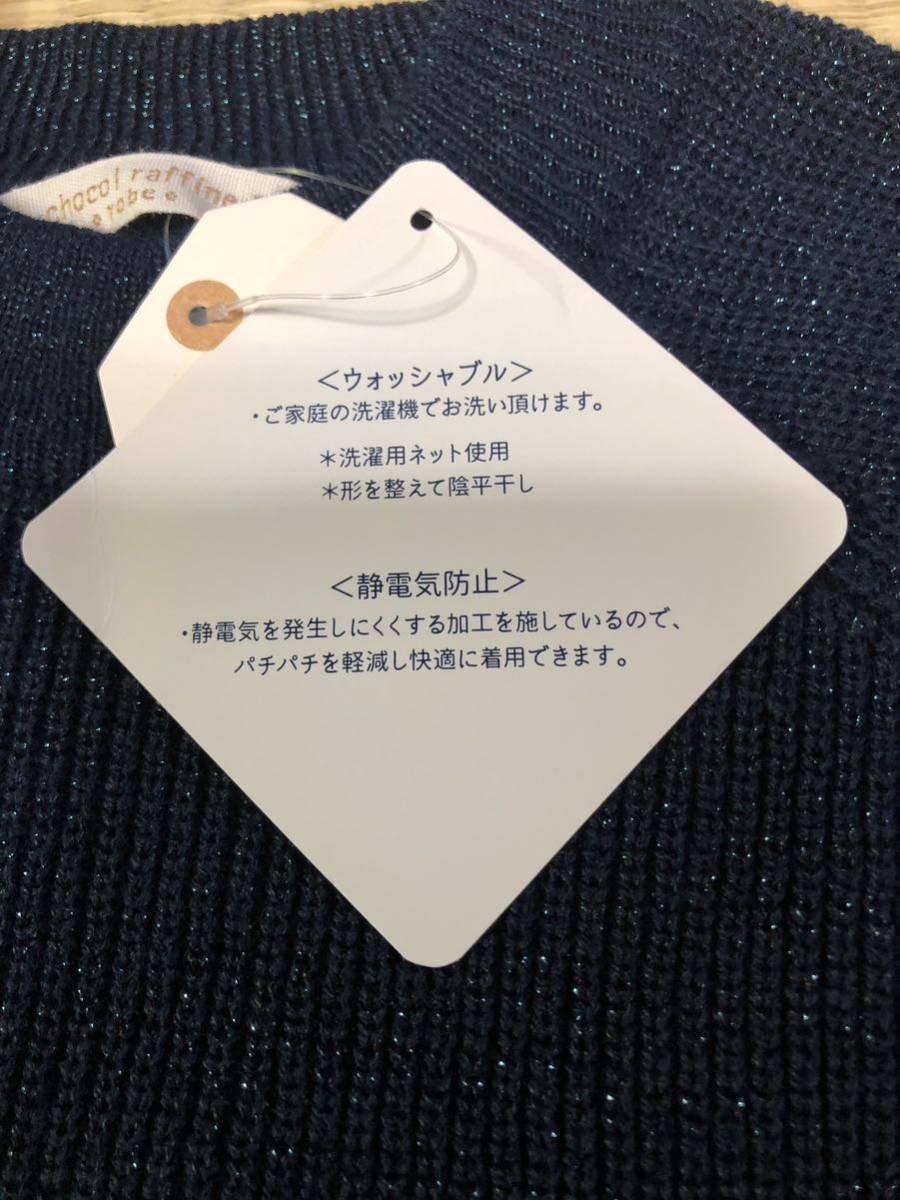 chocol raffine
robe
＜ウォッシャブル＞
・ご家庭の洗濯機でお洗い頂けます。
＊洗濯用ネット使用
＊形を整えて陰平干し
＜静電気防止＞
・静電気を発生しにくくする加工を施しているので、
パチパチを軽減し快適に着用できます。